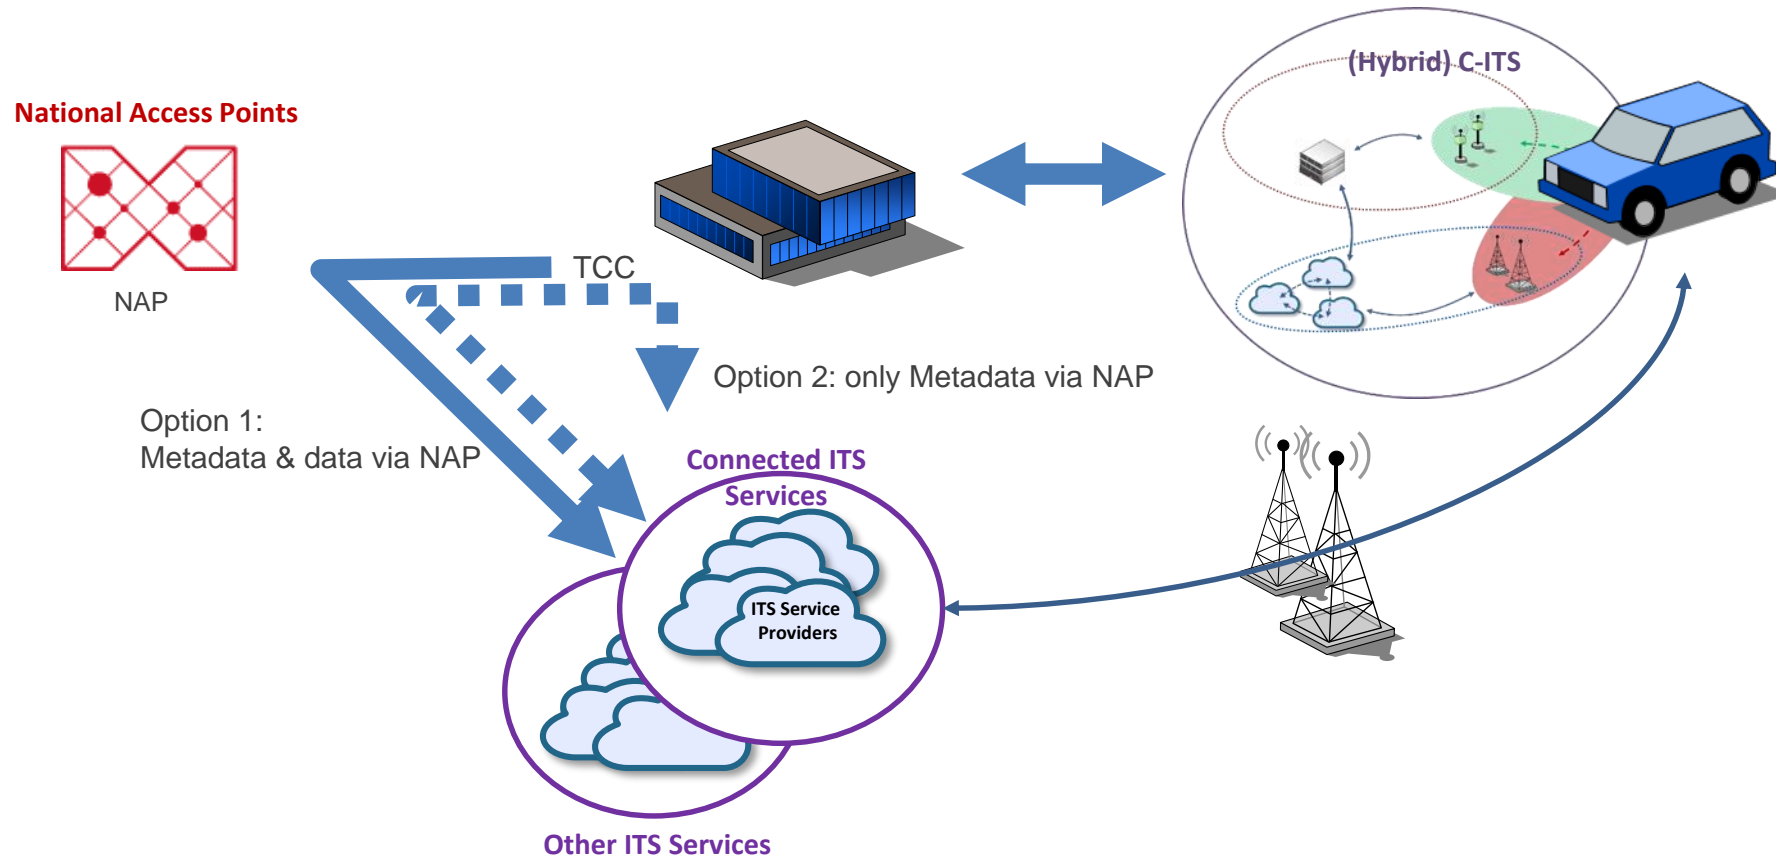 (Hybrid) C-ITS
National Access Points
NAP
TCC
Option 2: only Metadata via NAP
Option 1:
Metadata & data via NAP
Connected ITS
Services
ITS Service
Providers
Other ITS Services